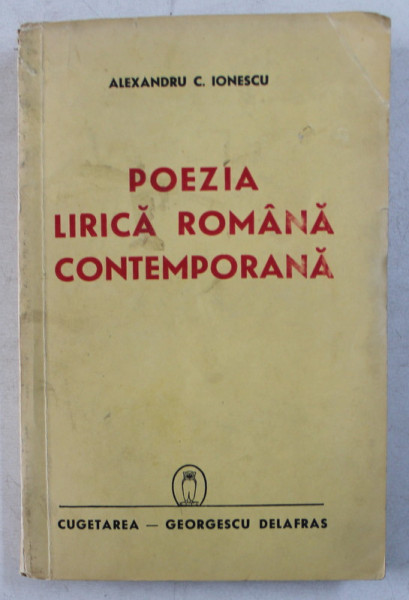 ALEXANDRU C. IONESCU
POEZIA
LIRICĂ ROMÂNĂ
CONTEMPORANĂ
CUGETAREA — GEORGESCU DELAFRAS